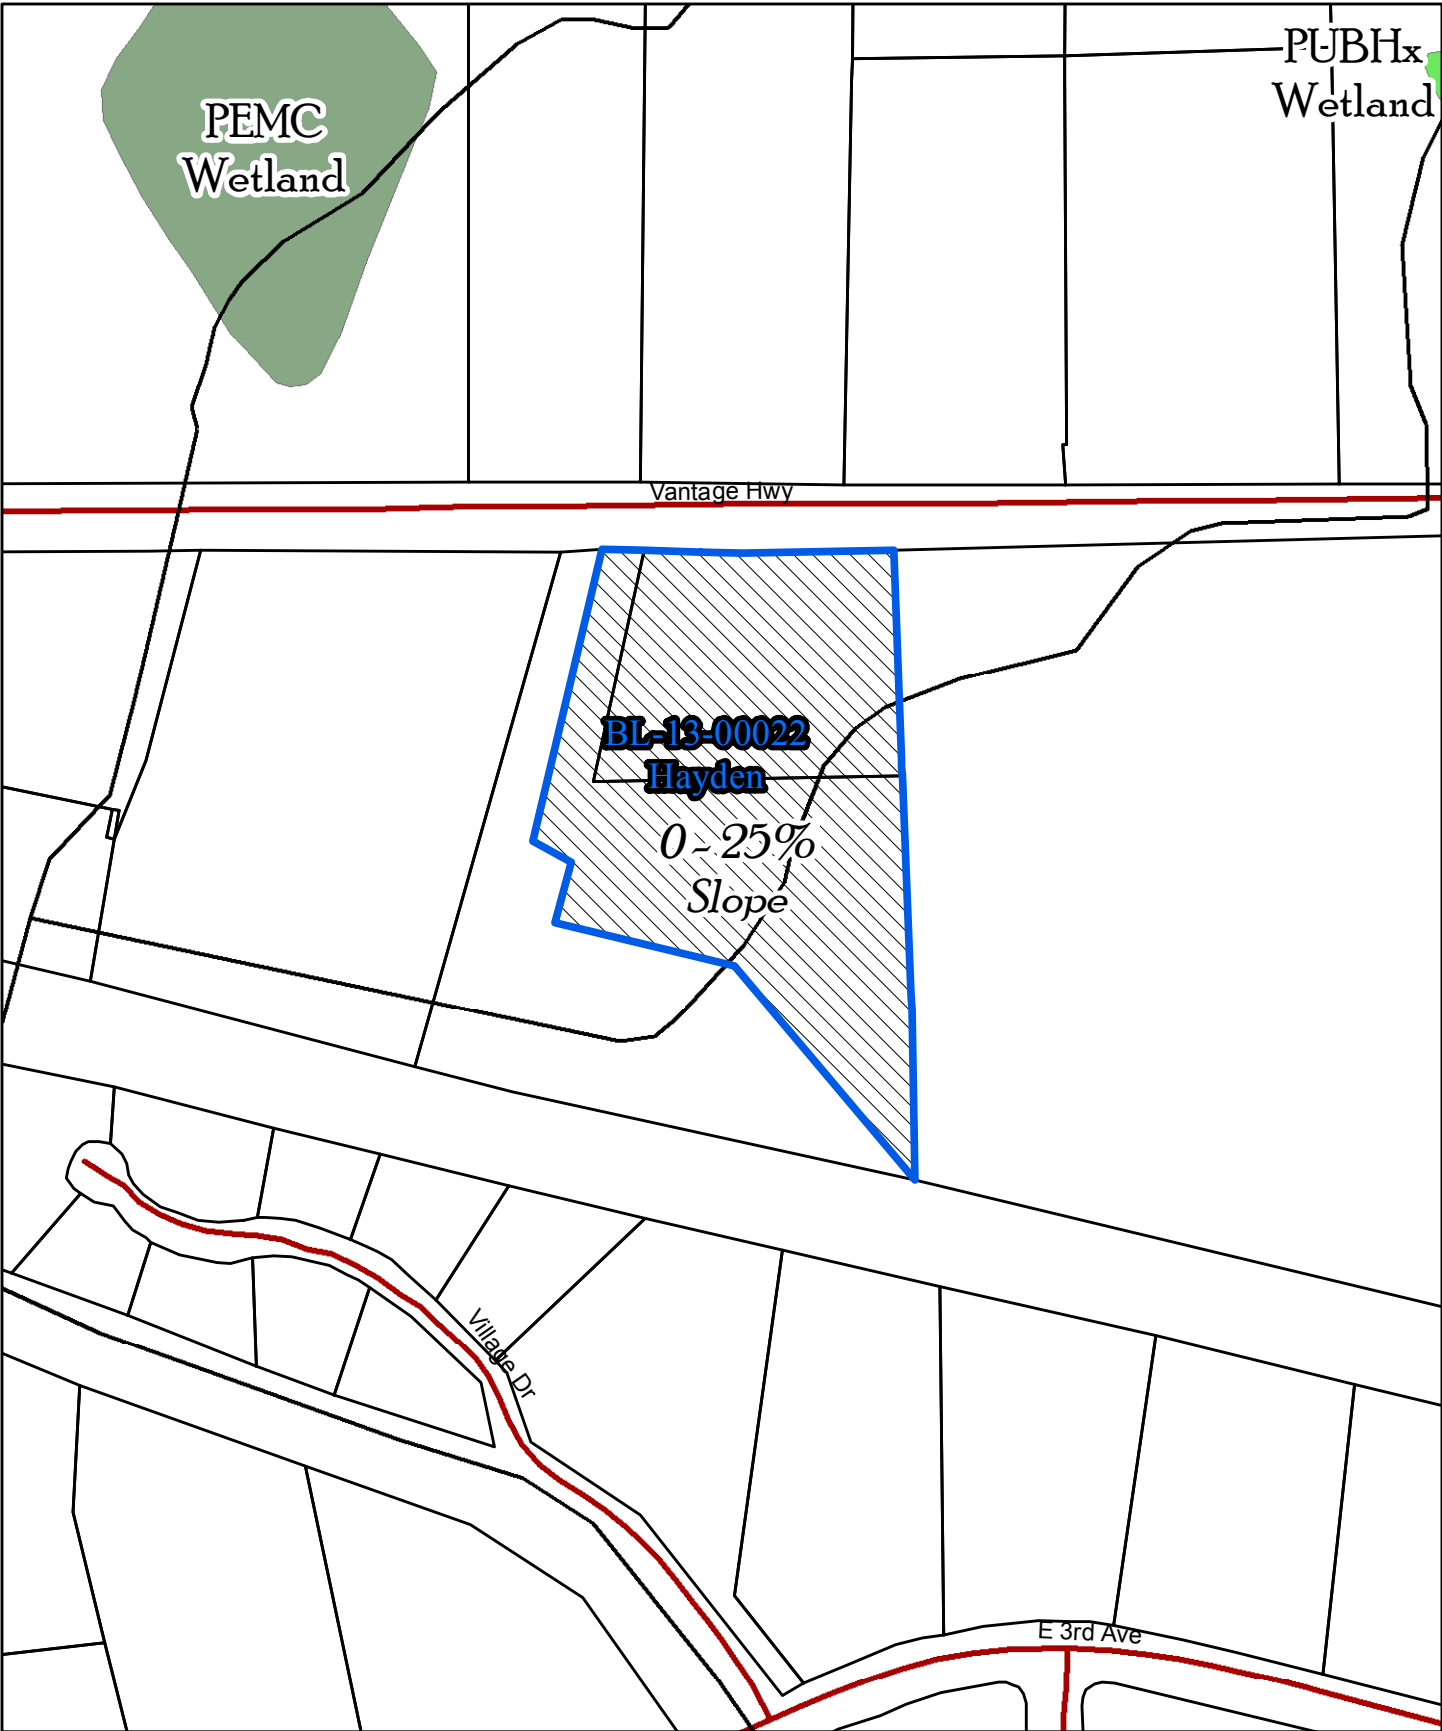 PUBHx
Wetland
PEMC
Wetland
Vantage Hwy
BL-13-00022
Hayden
0 - 25%
Slope
Village Dr
E 3rd Ave